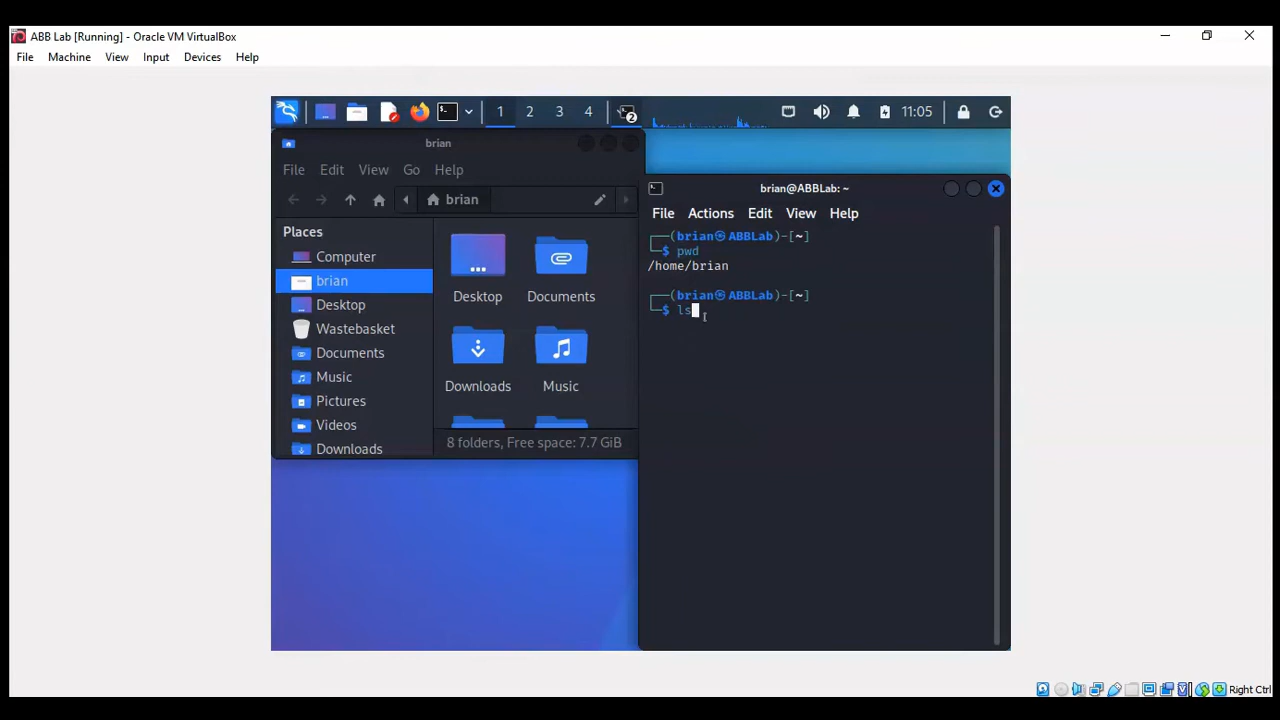 ABB Lab [Running] - Oracle VM VirtualBox
File Machine View Input Devices Help
1 2 3 4 2 11:05
brian
File Edit View Go Help
brian
Places
Computer
brian
Desktop
Wastebasket
Documents
Music
Pictures
Videos
Downloads
Desktop Documents
Downloads Music
8 folders, Free space: 7.7 GiB
brian@ABBLab: ~
File Actions Edit View Help
(brian㉿ABBLab)-[~]
$ pwd
/home/brian
(brian㉿ABBLab)-[~]
$ ls
Right Ctrl